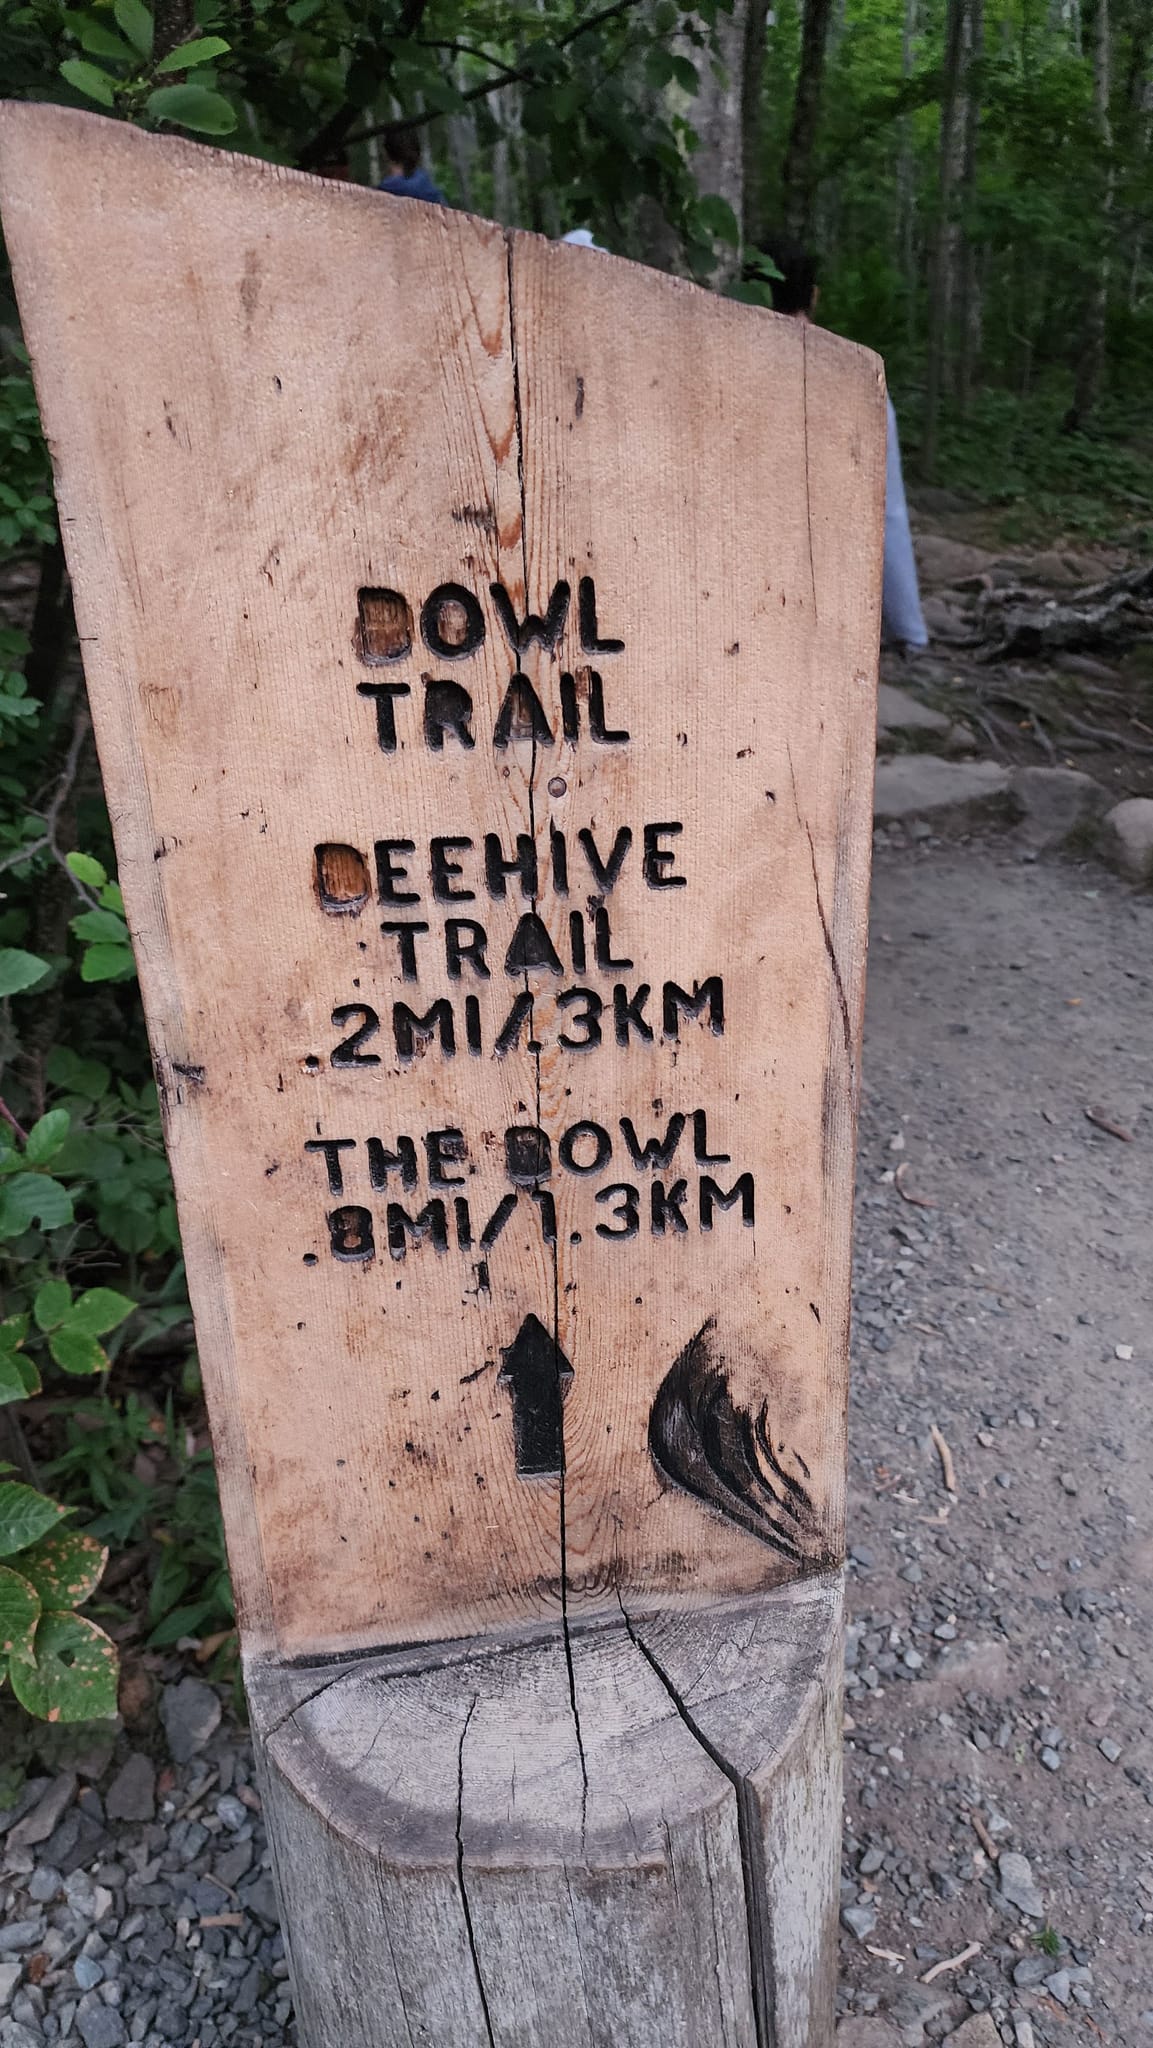 BOWL
TRAIL
BEEHIVE
TRAIL
.2MI/.3KM
THE BOWL
.8MI/1.3KM